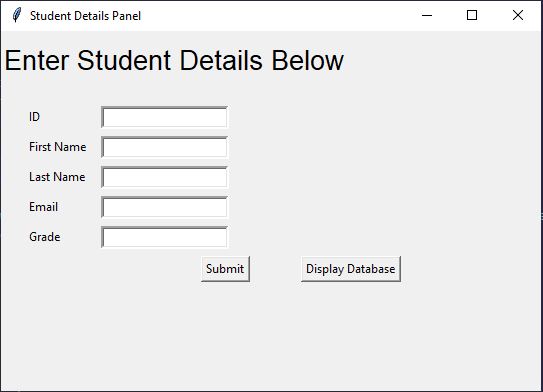 Student Details Panel
Enter Student Details Below
ID
First Name
Last Name
Email
Grade
Submit Display Database